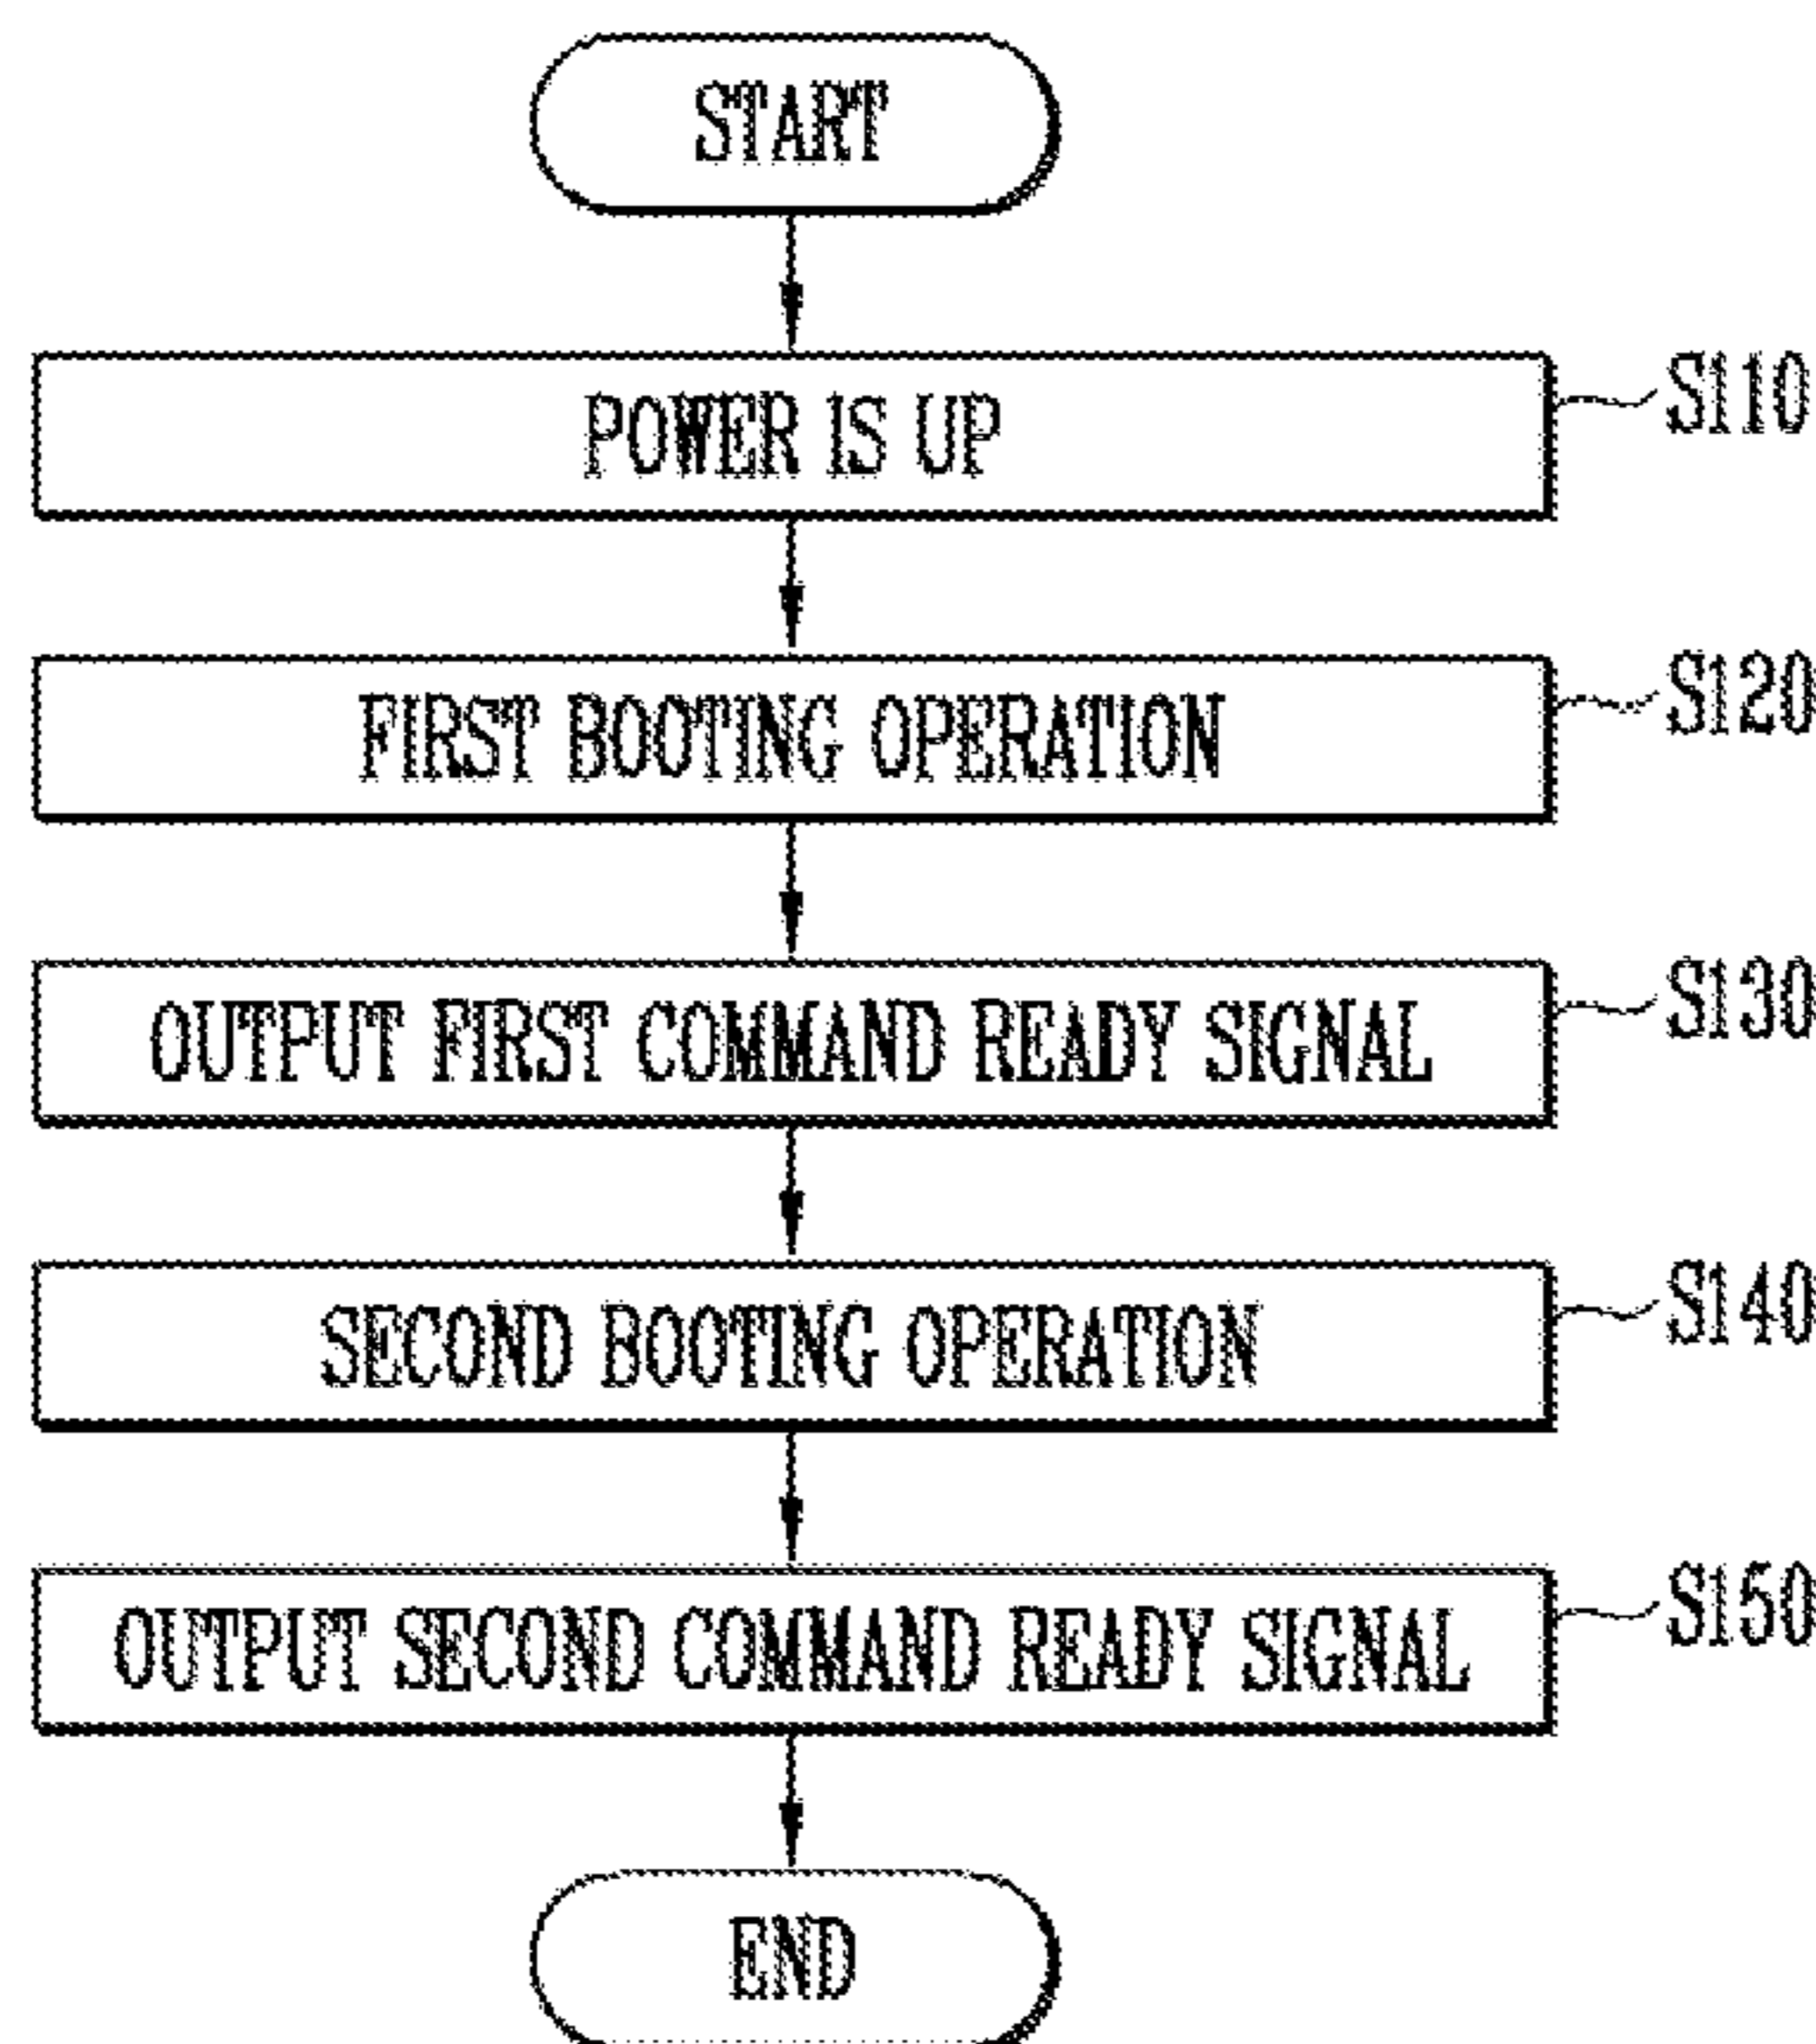 START
POWER IS UP
S110
FIRST BOOTING OPERATION
S120
OUTPUT FIRST COMMAND READY SIGNAL
S130
SECOND BOOTING OPERATION
S140
OUTPUT SECOND COMMAND READY SIGNAL
S150
END